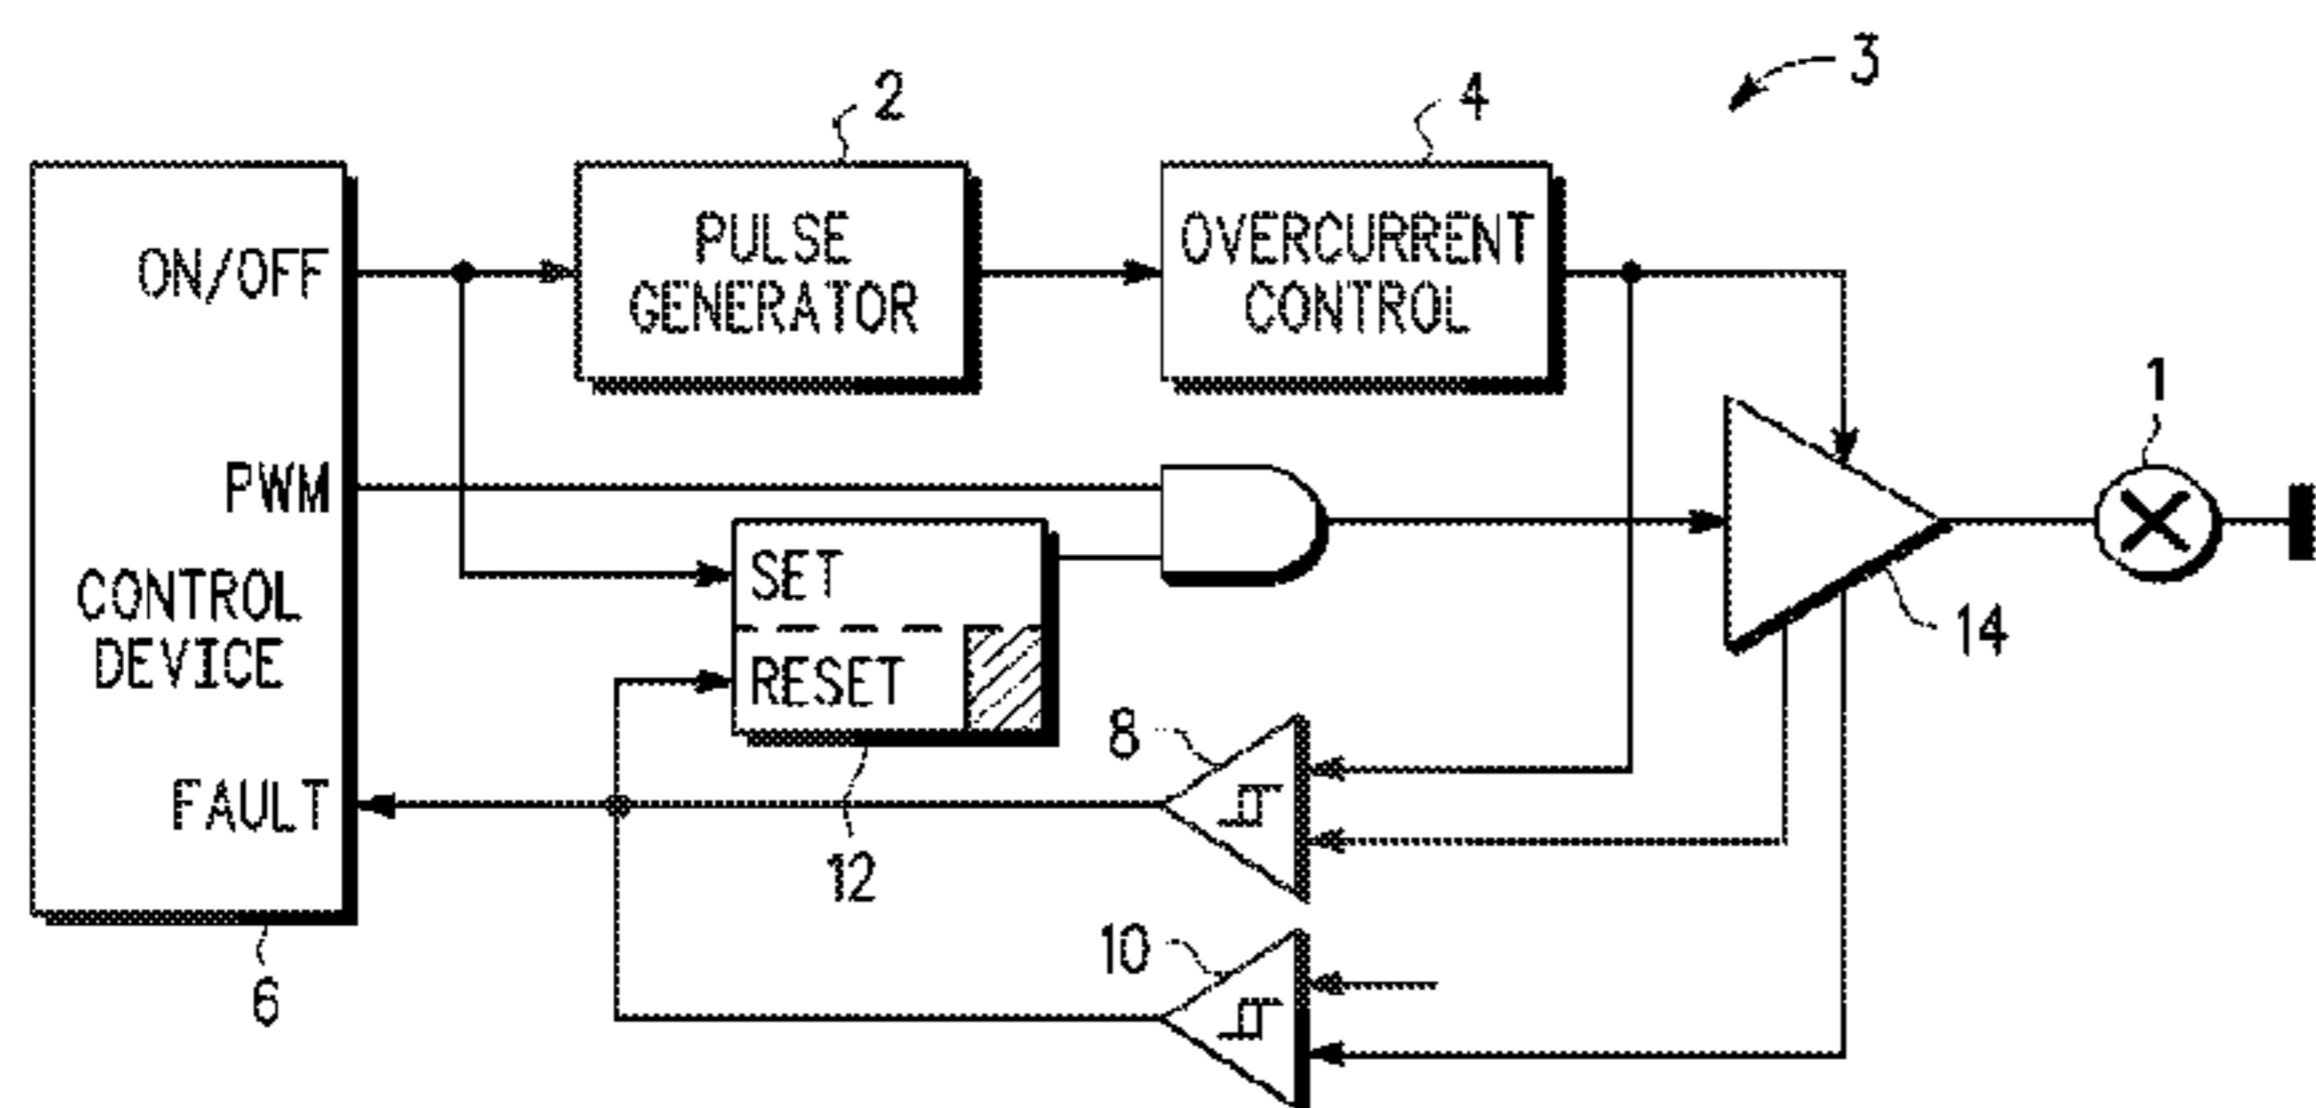 3
2
4
ON/OFF
PULSE
GENERATOR
OVERCURRENT
CONTROL
1
PWM
SET
RESET
CONTROL
DEVICE
14
8
FAULT
12
10
6